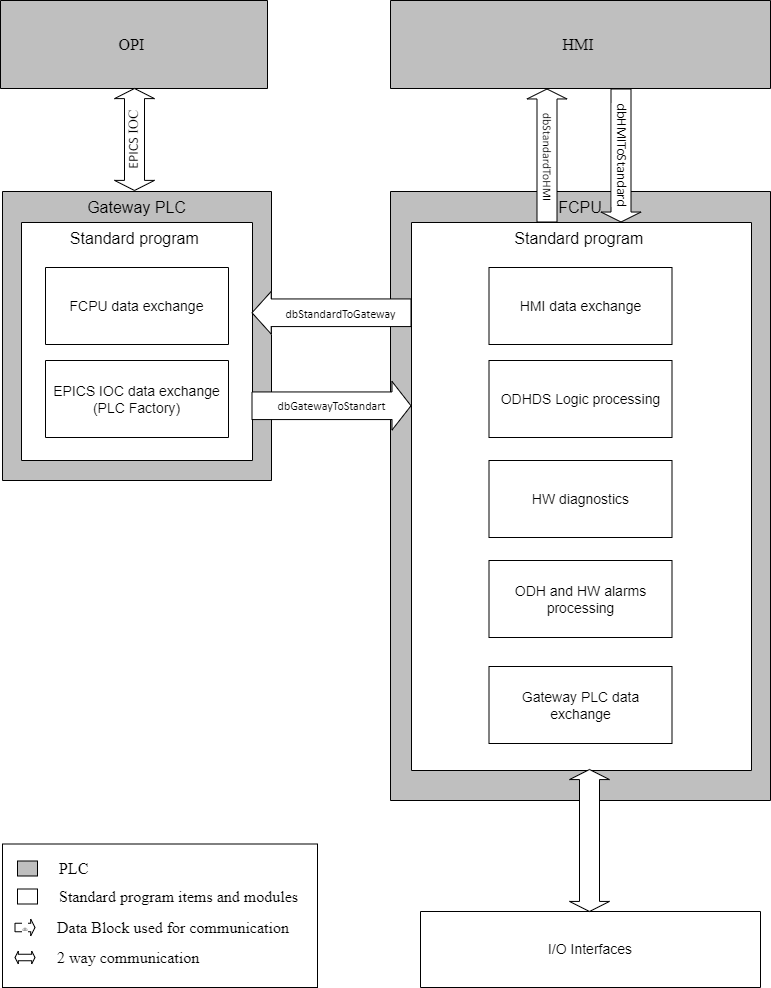 OPI
HMI
EPICS IOC
dbStandardToHMI
dbHMIToStandard
Gateway PLC
FCPU
Standard program
Standard program
FCPU data exchange
HMI data exchange
dbStandardToGateway
EPICS IOC data exchange
(PLC Factory)
ODHDS Logic processing
dbGatewayToStandart
HW diagnostics
ODH and HW alarms
processing
Gateway PLC data
exchange
PLC
Standard program items and modules
Data Block used for communication
2 way communication
I/O Interfaces